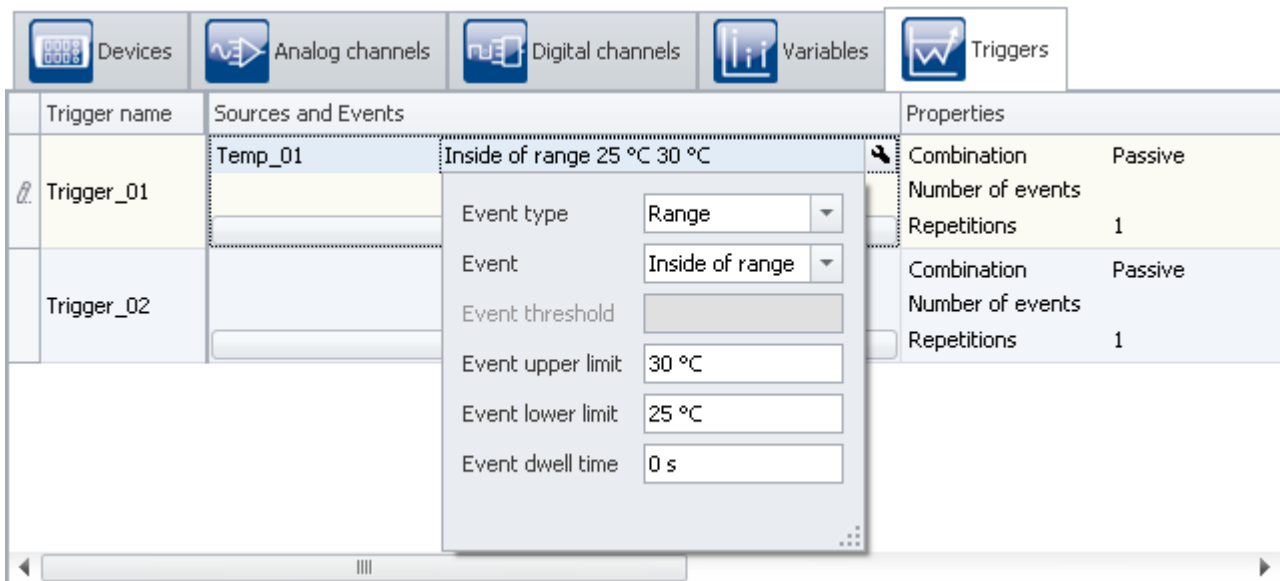 Devices Analog channels Digital channels Variables Triggers
Trigger name Sources and Events Properties
Temp_01 Inside of range 25 °C 30 °C Combination Passive
Trigger_01 Number of events
Repetitions 1
Event type Range
Event Inside of range
Event threshold
Event upper limit 30 °C
Event lower limit 25 °C
Event dwell time 0 s
Combination Passive
Trigger_02 Number of events
Repetitions 1